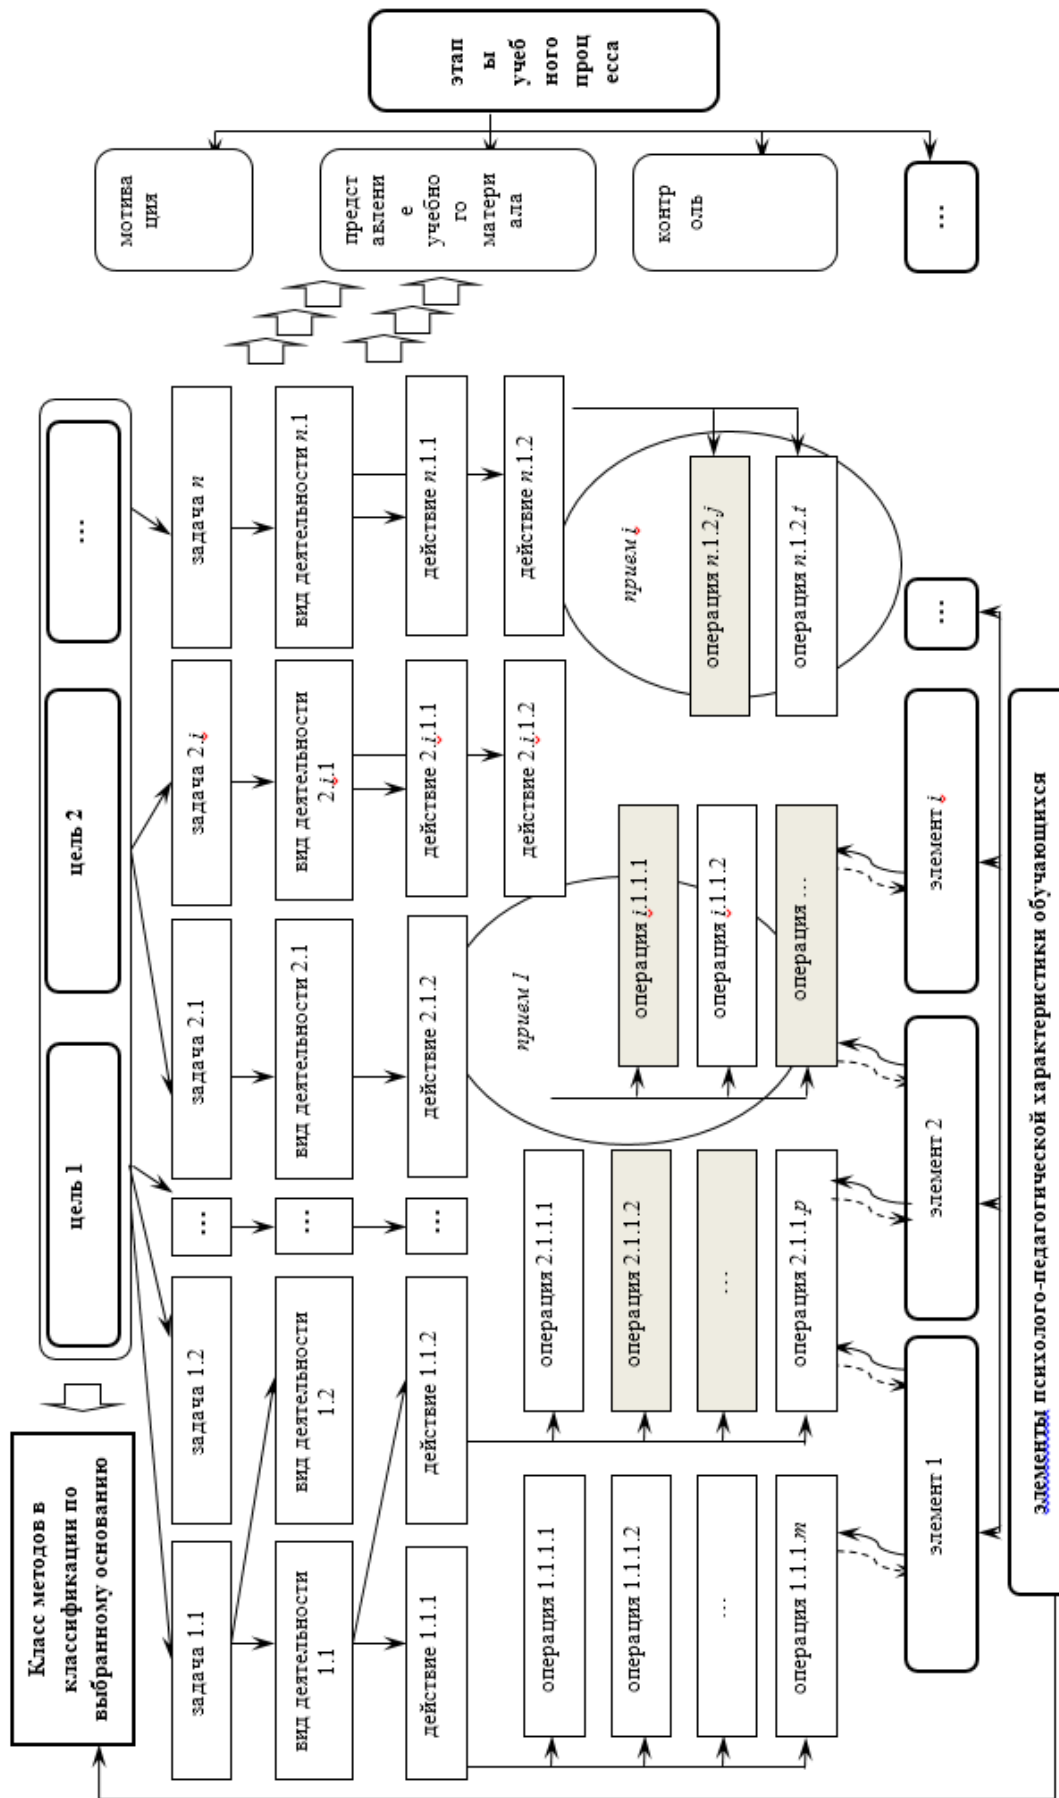 Класс методов в
классификации по
выбранному основанию
цель 1
цель 2
...
задача 1.1
задача 1.2
...
задача 2.1
задача 2.i
задача n
вид деятельности
1.1
вид деятельности
1.2
...
вид деятельности 2.1
вид деятельности
2.i.1
вид деятельности n.1
действие 1.1.1
действие 1.1.2
...
действие 2.1.2
действие 2.i.1.1
действие n.1.1
действие 2.i.1.2
действие n.1.2
операция 1.1.1.1
операция 1.1.1.2
...
операция 1.1.1.m
операция 2.1.1.1
операция 2.1.1.2
...
операция 2.1.1.p
прием 1
операция i.1.1.1
операция i.1.1.2
операция ...
прием i
операция n.1.2.j
операция n.1.2.t
элемент 1
элемент 2
элемент i
...
элементы психолого-педагогической характеристики обучающихся
мотива
ция
предст
авлени
е
учебно
го
матери
ала
контр
оль
...
этап
ы
учеб
ного
проц
есса